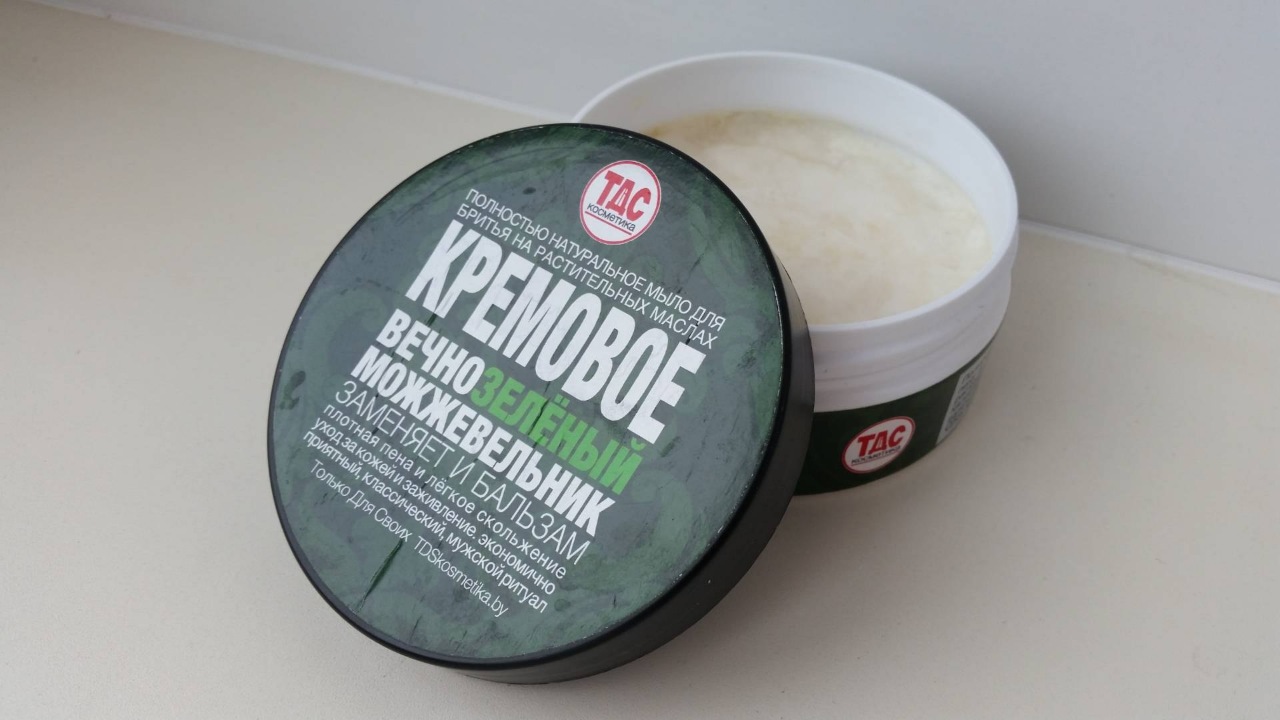 ТДС
косметика
ПОЛНОСТЬЮ НАТУРАЛЬНОЕ МЫЛО ДЛЯ
БРИТЬЯ НА РАСТИТЕЛЬНЫХ МАСЛАХ
КРЕМОВОЕ
ВЕЧНОЗЕЛЁНЫЙ
МОЖЖЕВЕЛЬНИК
ЗАМЕНЯЕТ И БАЛЬЗАМ
плотная пена и лёгкое скольжение
уход за кожей и заживление, экономично
приятный, классический, мужской ритуал
Только Для Своих TDSkosmetika.by
ТДС
косметика